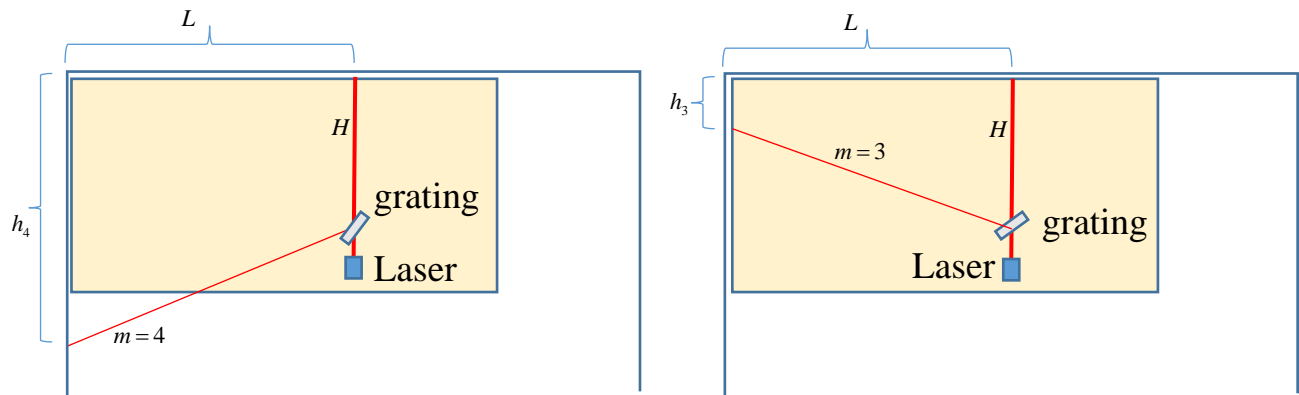 L
H
grating
h₄
Laser
m = 4
L
h₃
H
m = 3
grating
Laser